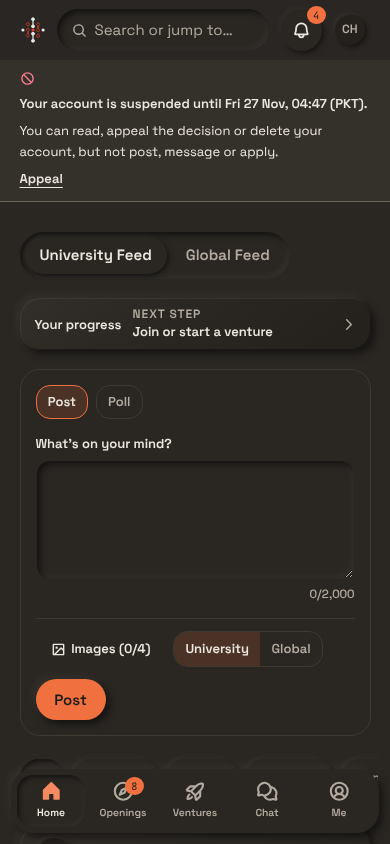 Search or jump to...
4
CH
Your account is suspended until Fri 27 Nov, 04:47 (PKT).
You can read, appeal the decision or delete your
account, but not post, message or apply.
Appeal
University Feed
Global Feed
Your progress
NEXT STEP
Join or start a venture
Post
Poll
What's on your mind?
0/2,000
Images (0/4)
University
Global
Post
8
Home
Openings
Ventures
Chat
Me